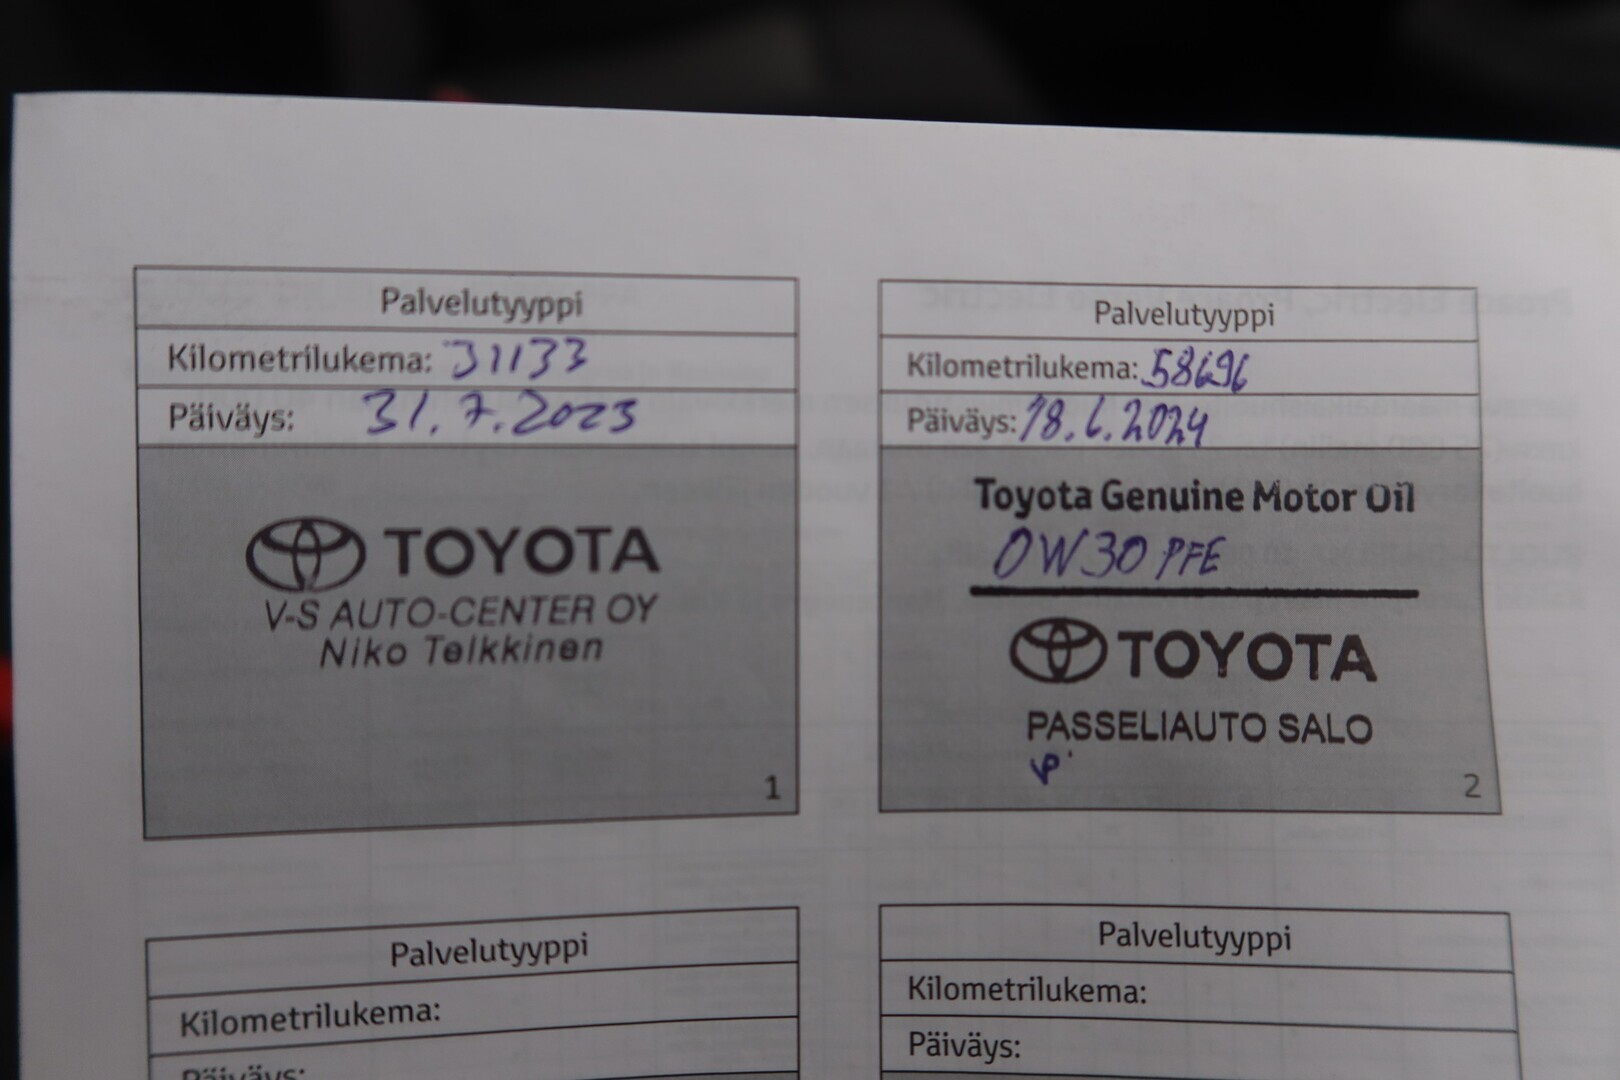 Palvelutyyppi
Kilometrilukema: 31133
Päiväys: 31.7.2023
TOYOTA
V-S AUTO-CENTER OY
Niko Telkkinen
1
Palvelutyyppi
Kilometrilukema: 58696
Päiväys: 18.6.2024
Toyota Genuine Motor Oil
0W30 PFE
TOYOTA
PASSELIAUTO SALO
2
Palvelutyyppi
Kilometrilukema:
Päiväys:
Palvelutyyppi
Kilometrilukema:
Päiväys: